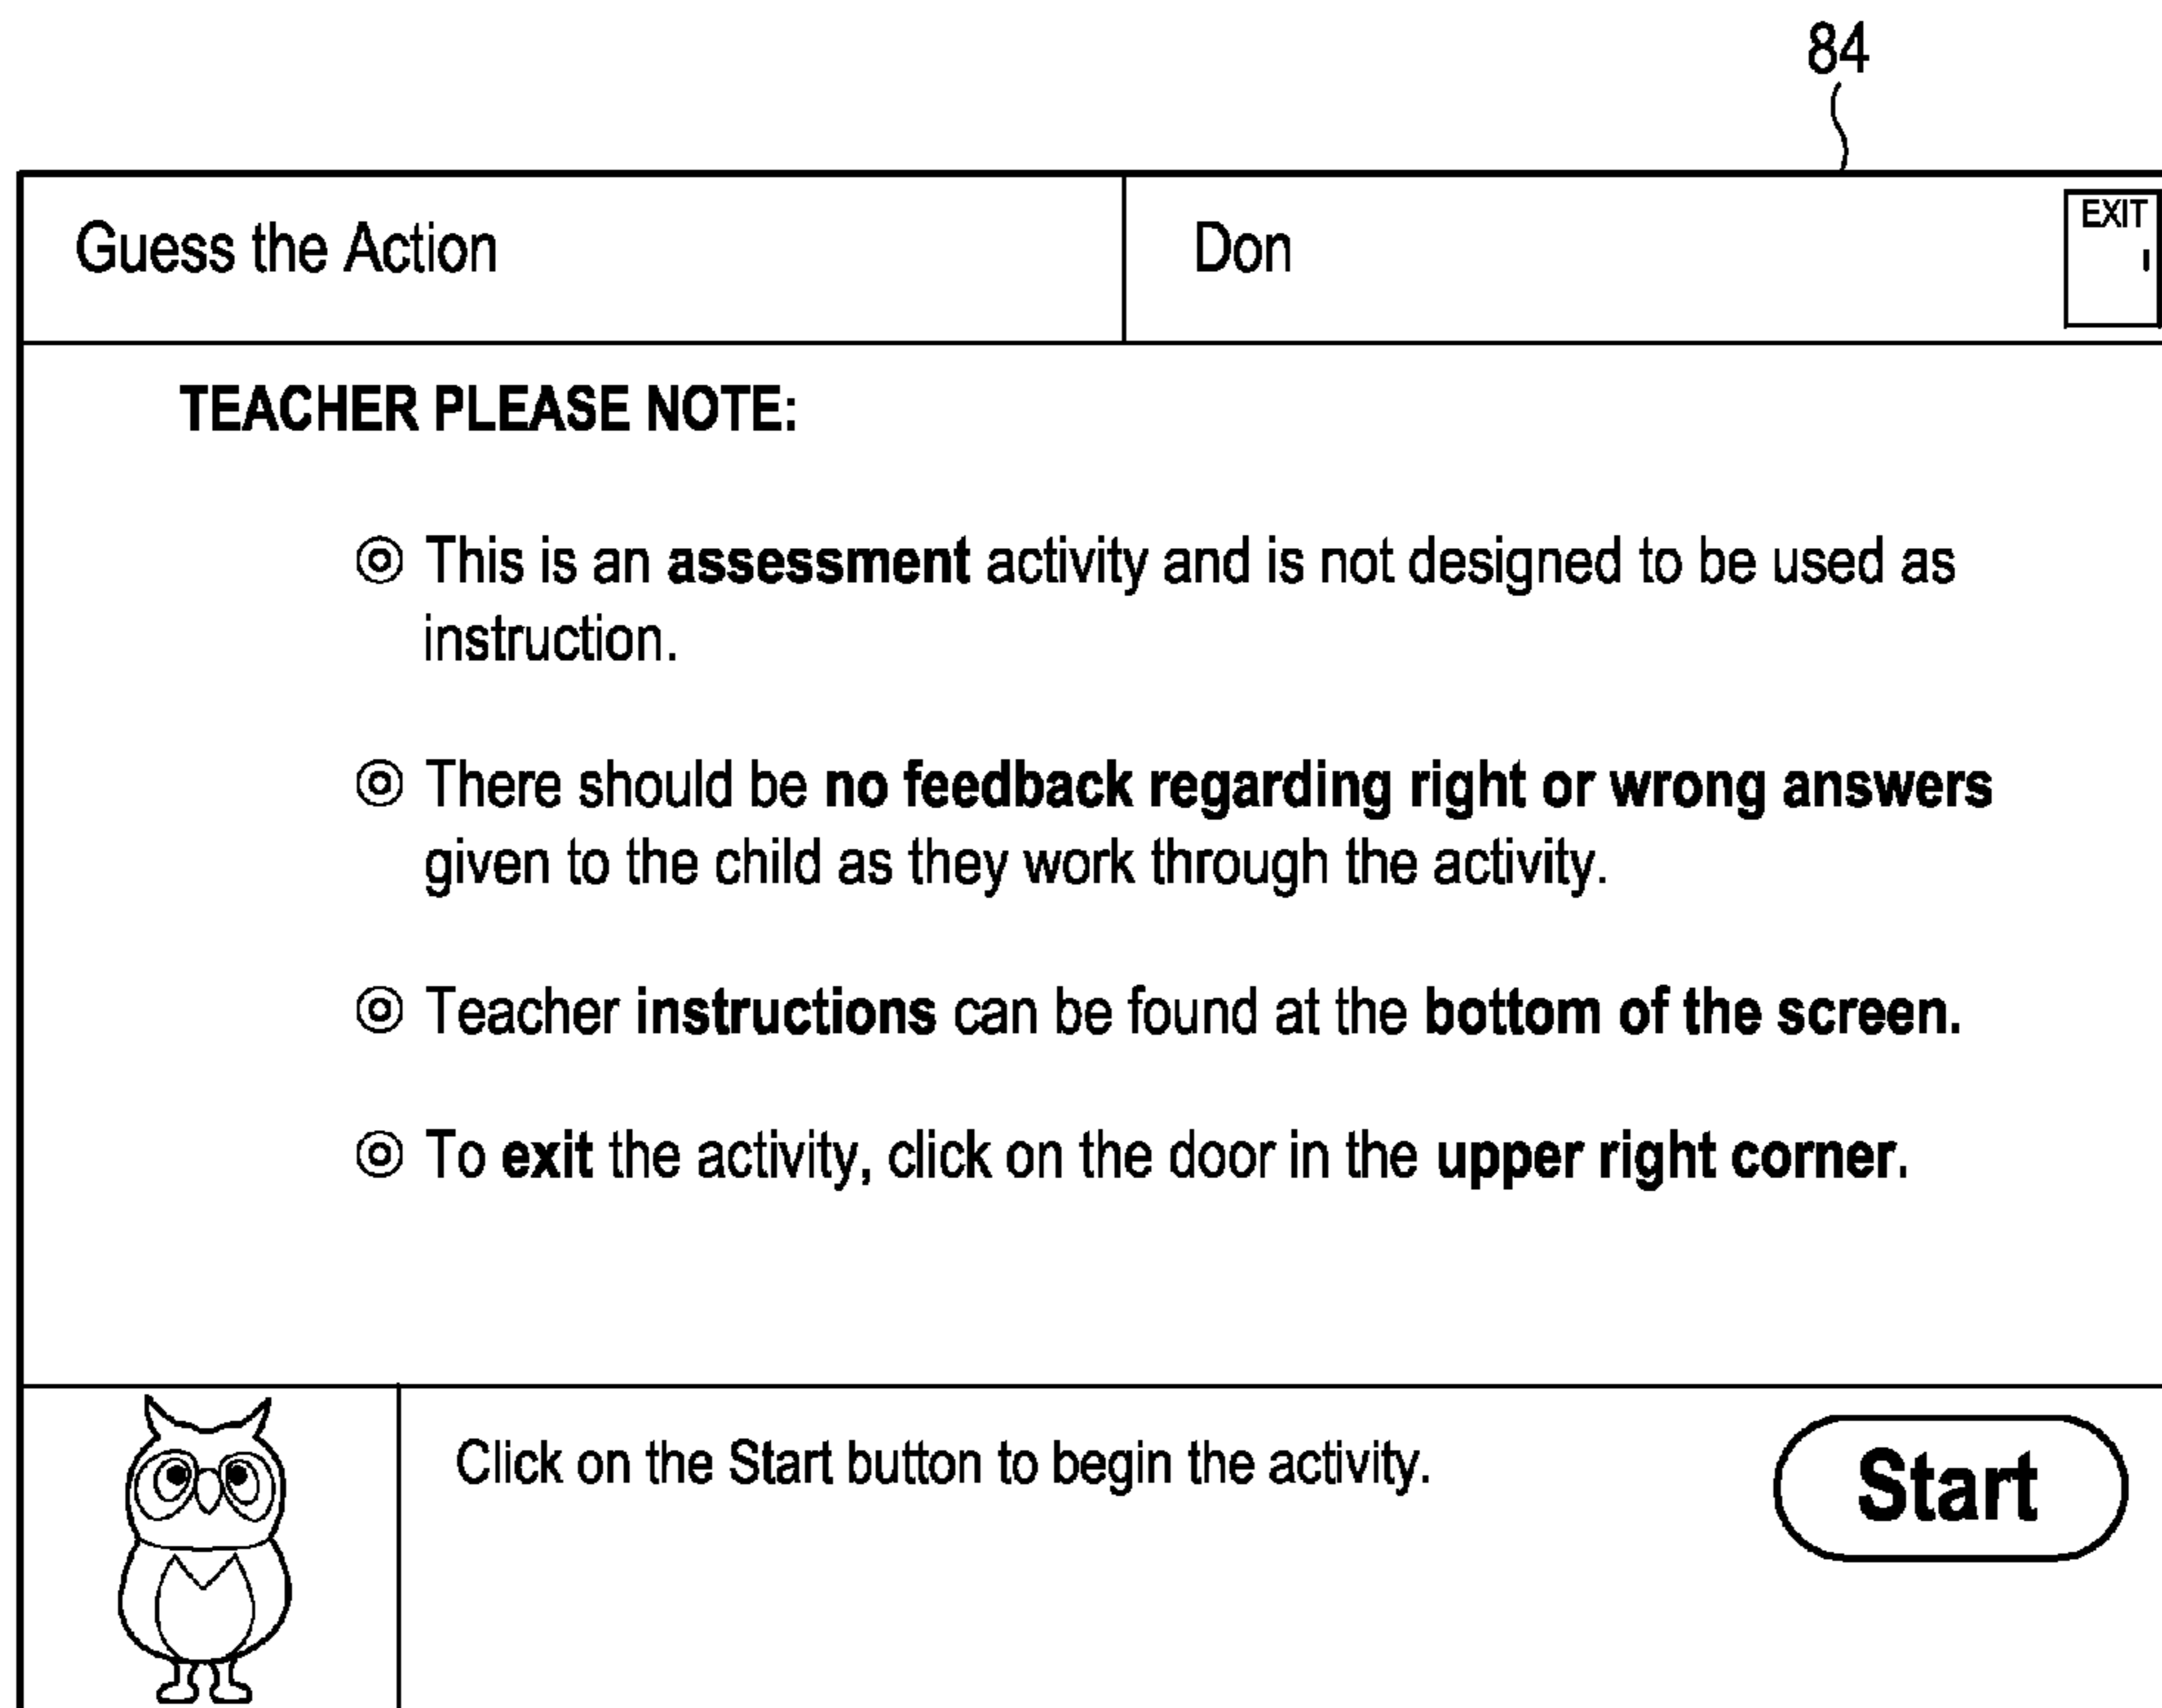 84
Guess the Action
Don
EXIT
TEACHER PLEASE NOTE:
This is an assessment activity and is not designed to be used as
instruction.
There should be no feedback regarding right or wrong answers
given to the child as they work through the activity.
Teacher instructions can be found at the bottom of the screen.
To exit the activity, click on the door in the upper right corner.
Click on the Start button to begin the activity.
Start